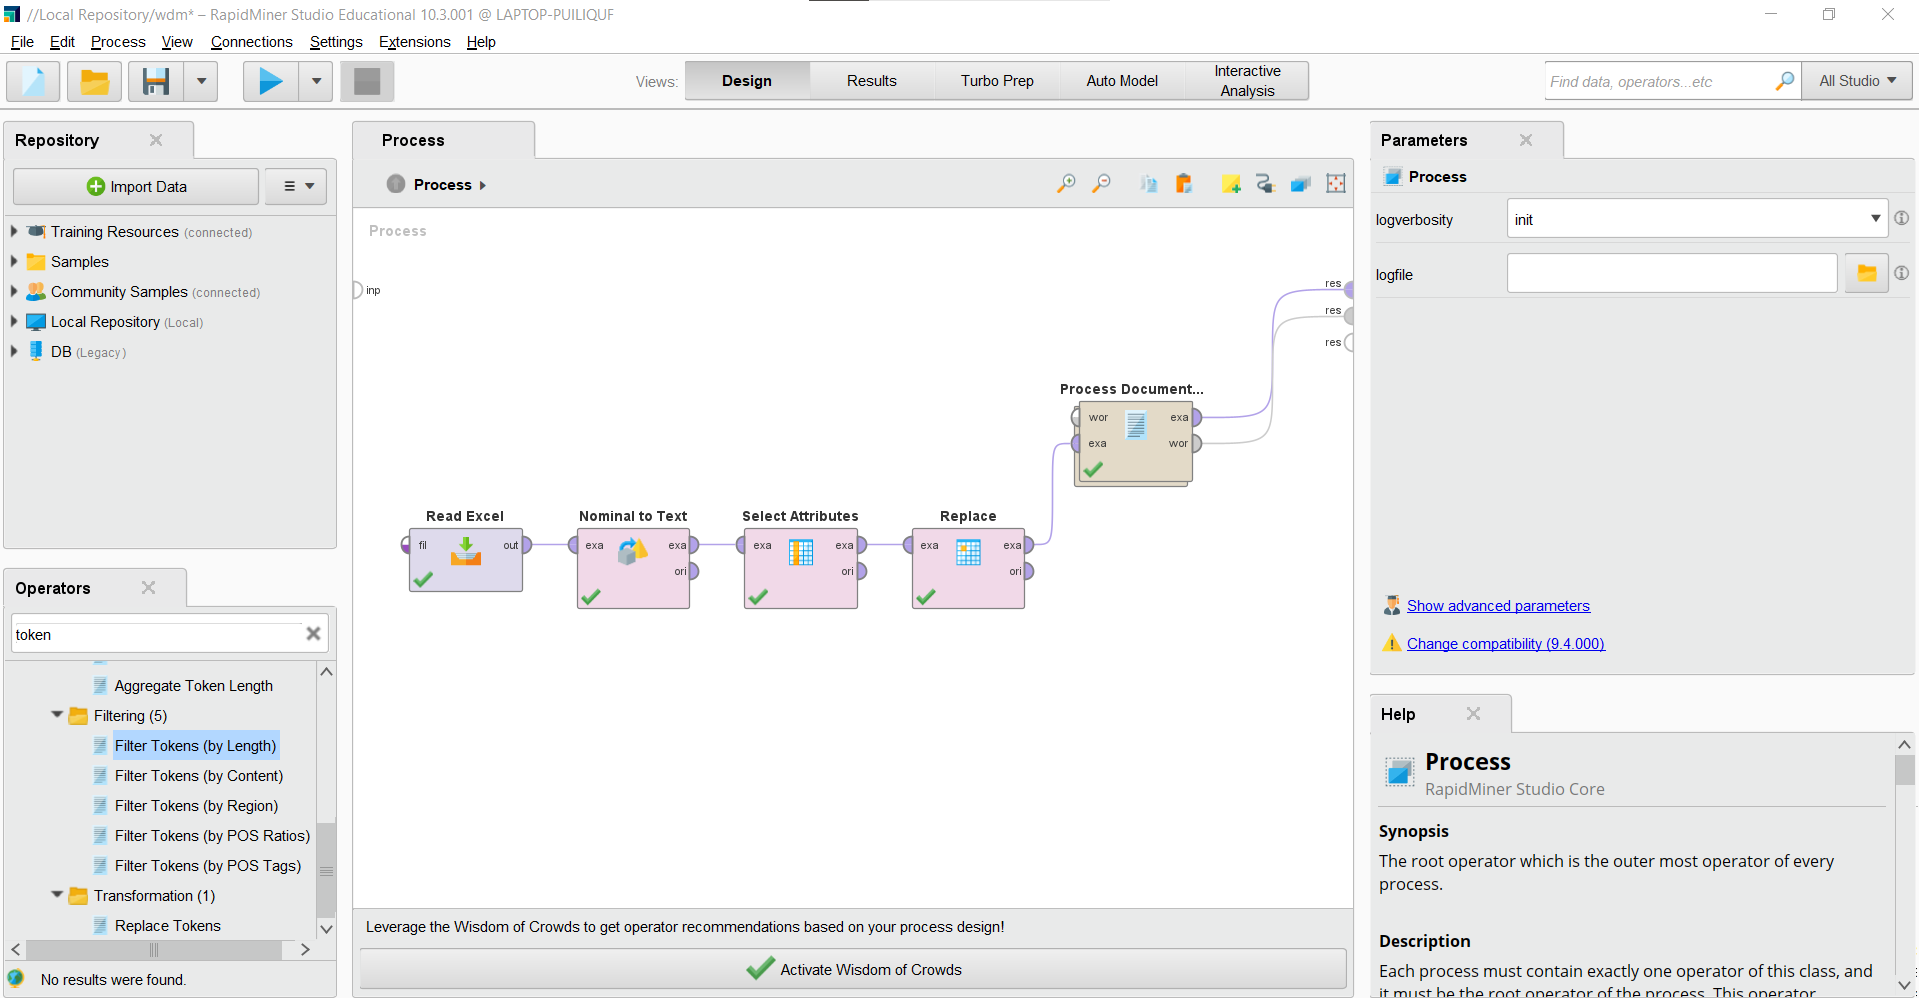 //Local Repository/wdm* – RapidMiner Studio Educational 10.3.001 @ LAPTOP-PUILIQUF
File Edit Process View Connections Settings Extensions Help
Views: Design Results Turbo Prep Auto Model Interactive Analysis
Find data, operators...etc All Studio
Repository
Import Data
Training Resources (connected)
Samples
Community Samples (connected)
Local Repository (Local)
DB (Legacy)
Operators
token
Aggregate Token Length
Filtering (5)
Filter Tokens (by Length)
Filter Tokens (by Content)
Filter Tokens (by Region)
Filter Tokens (by POS Ratios)
Filter Tokens (by POS Tags)
Transformation (1)
Replace Tokens
No results were found.
Process
Process
Process
inp
res
res
res
Process Document...
wor exa
exa wor
Read Excel Nominal to Text Select Attributes Replace
fil out exa exa exa exa exa exa
ori ori ori
Leverage the Wisdom of Crowds to get operator recommendations based on your process design!
Activate Wisdom of Crowds
Parameters
Process
logverbosity init
logfile
Show advanced parameters
Change compatibility (9.4.000)
Help
Process
RapidMiner Studio Core
Synopsis
The root operator which is the outer most operator of every
process.
Description
Each process must contain exactly one operator of this class, and
it must be the root operator of the process. This operator